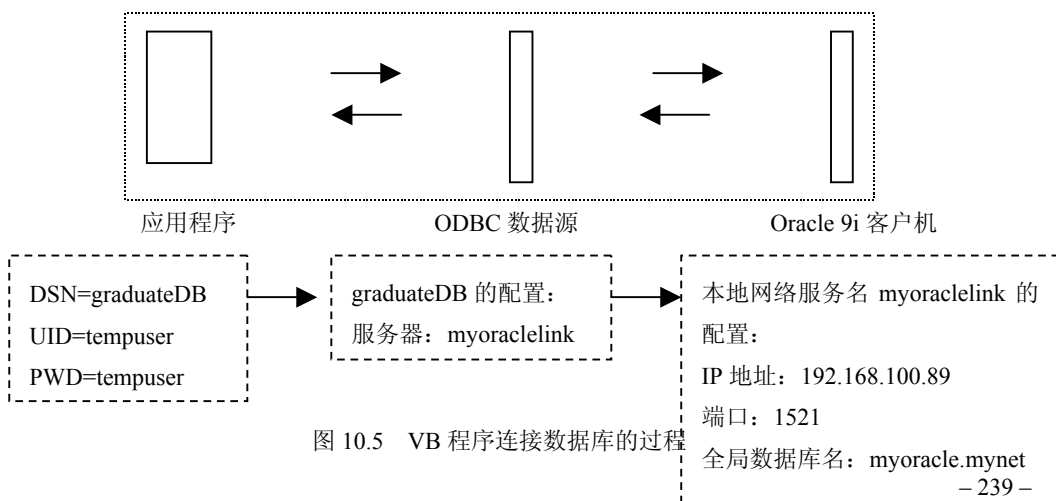 应用程序
ODBC 数据源
Oracle 9i 客户机
DSN=graduateDB
UID=tempuser
PWD=tempuser
graduateDB 的配置：
服务器：myoraclelink
本地网络服务名 myoraclelink 的
配置：
IP 地址：192.168.100.89
端口：1521
全局数据库名：myoracle.mynet
图 10.5 VB 程序连接数据库的过程
– 239 –